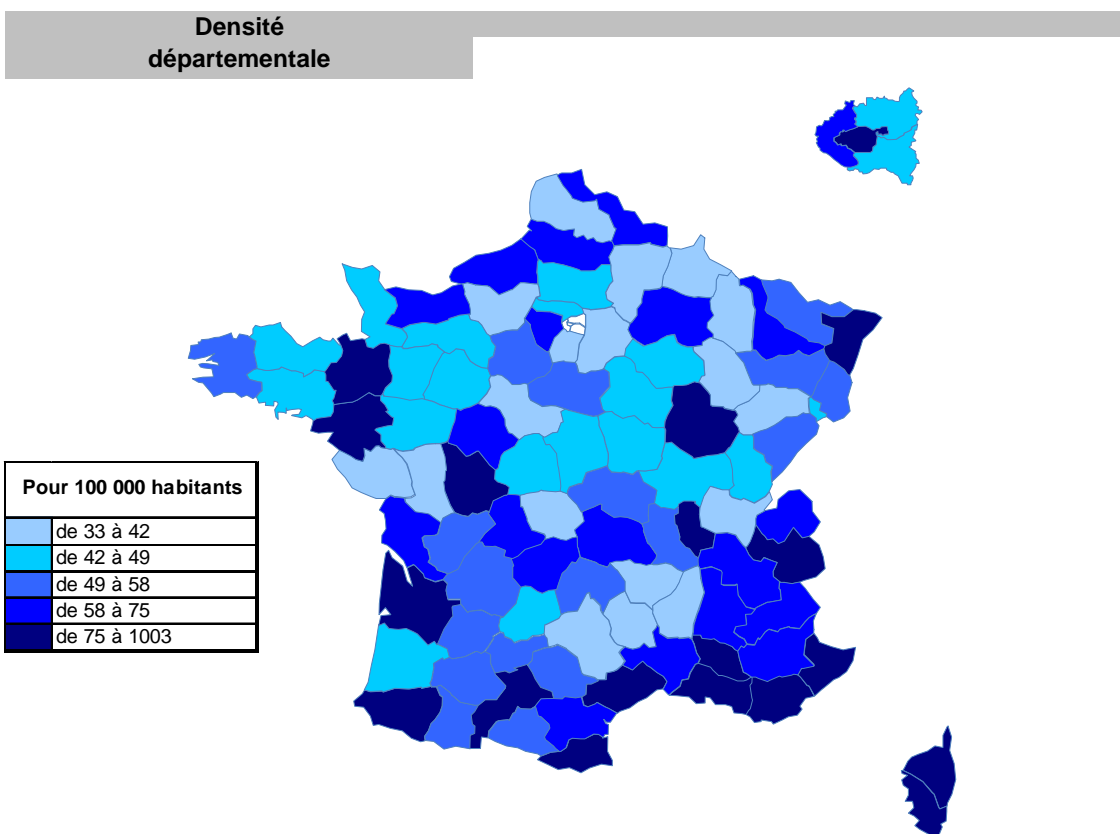 Densité
départementale
Pour 100 000 habitants
de 33 à 42
de 42 à 49
de 49 à 58
de 58 à 75
de 75 à 1003